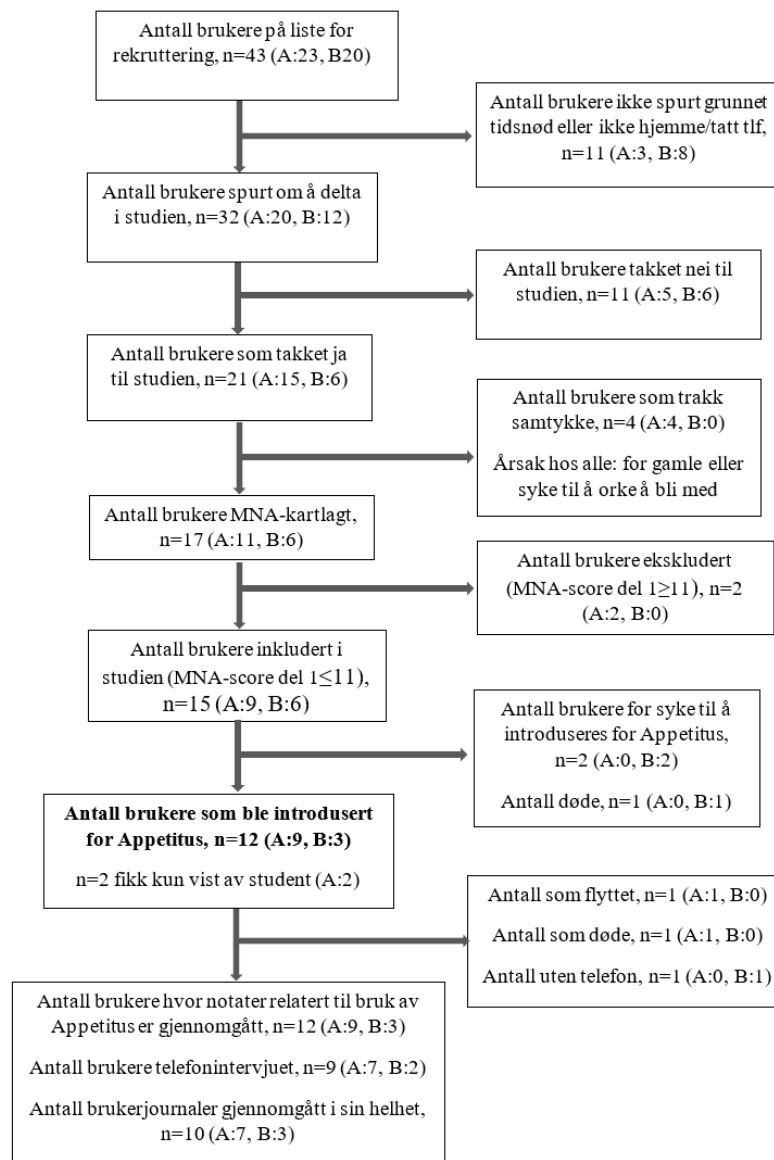 Antall brukere på liste for
rekruttering, n=43 (A:23, B20)
Antall brukere ikke spurt grunnet
tidsnød eller ikke hjemme/tatt tlf,
n=11 (A:3, B:8)
Antall brukere spurt om å delta
i studien, n=32 (A:20, B:12)
Antall brukere takket nei til
studien, n=11 (A:5, B:6)
Antall brukere som takket ja
til studien, n=21 (A:15, B:6)
Antall brukere som trakk
samtykke, n=4 (A:4, B:0)
Årsak hos alle: for gamle eller
syke til å orke å bli med
Antall brukere MNA-kartlagt,
n=17 (A:11, B:6)
Antall brukere ekskludert
(MNA-score del 1≥11), n=2
(A:2, B:0)
Antall brukere inkludert i
studien (MNA-score del 1≤11),
n=15 (A:9, B:6)
Antall brukere for syke til å
introduseres for Appetitus,
n=2 (A:0, B:2)
Antall døde, n=1 (A:0, B:1)
Antall brukere som ble introdusert
for Appetitus, n=12 (A:9, B:3)
n=2 fikk kun vist av student (A:2)
Antall som flyttet, n=1 (A:1, B:0)
Antall som døde, n=1 (A:1, B:0)
Antall uten telefon, n=1 (A:0, B:1)
Antall brukere hvor notater relatert til bruk av
Appetitus er gjennomgått, n=12 (A:9, B:3)
Antall brukere telefonintervjuet, n=9 (A:7, B:2)
Antall brukerjournaler gjennomgått i sin helhet,
n=10 (A:7, B:3)